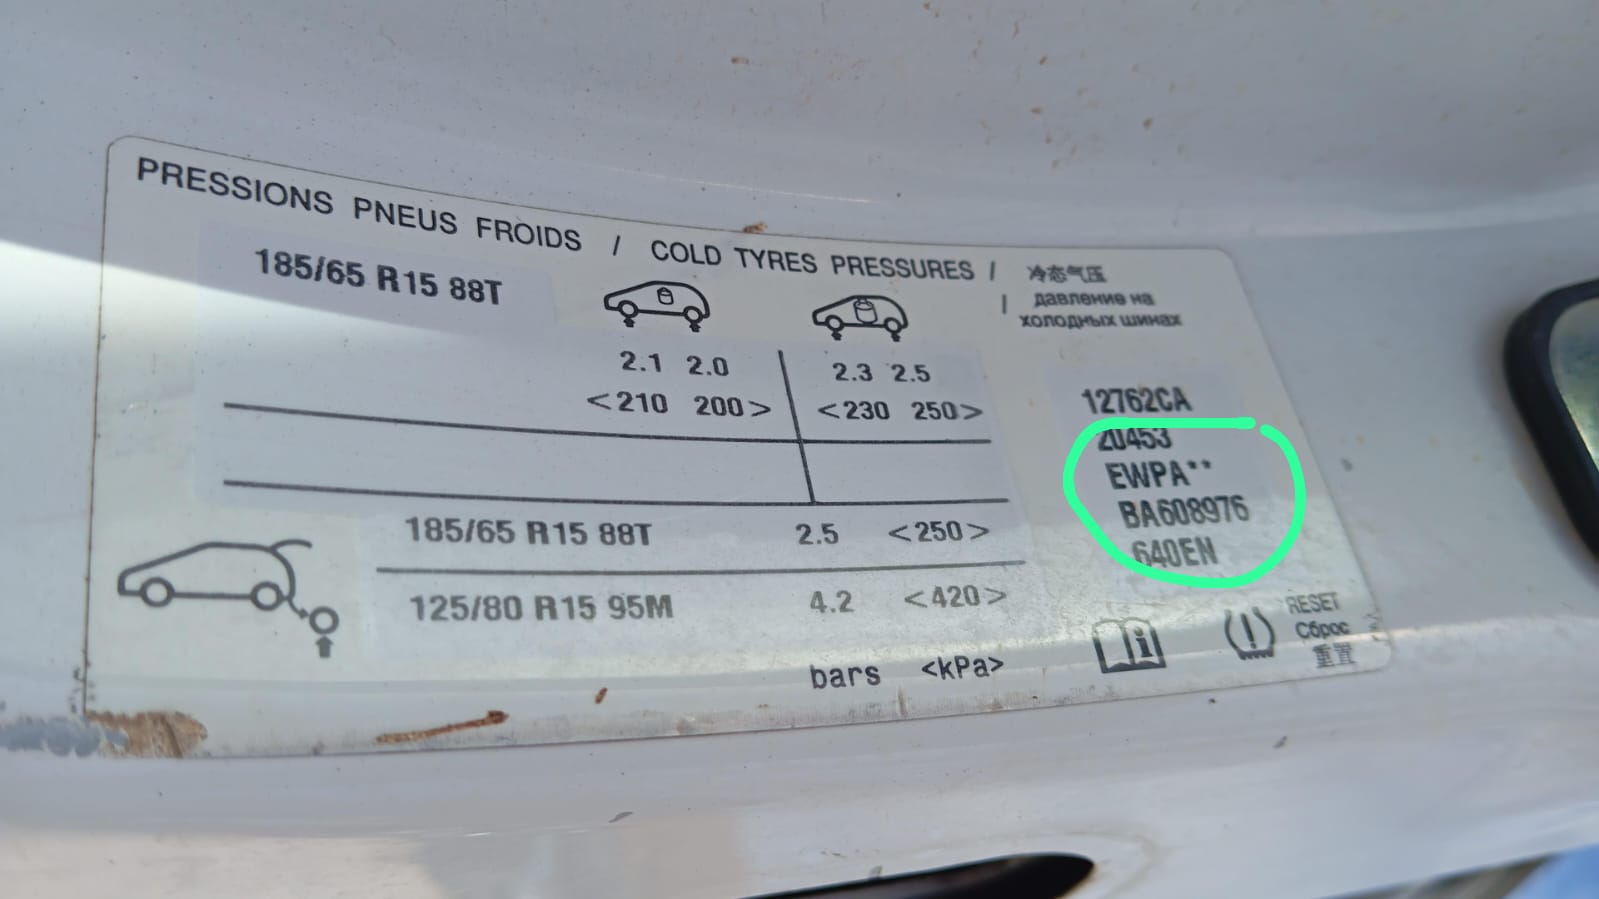 PRESSIONS PNEUS FROIDS / COLD TYRES PRESSURES / 冷态气压
/ давление на
холодных шинах
185/65 R15 88T
2.1 2.0 2.3 2.5
<210 200> <230 250>
185/65 R15 88T 2.5 <250>
125/80 R15 95M 4.2 <420>
bars <kPa>
12762CA
20453
EWPA**
BA608976
640EN
i
(!)
RESET
Сброс
重置